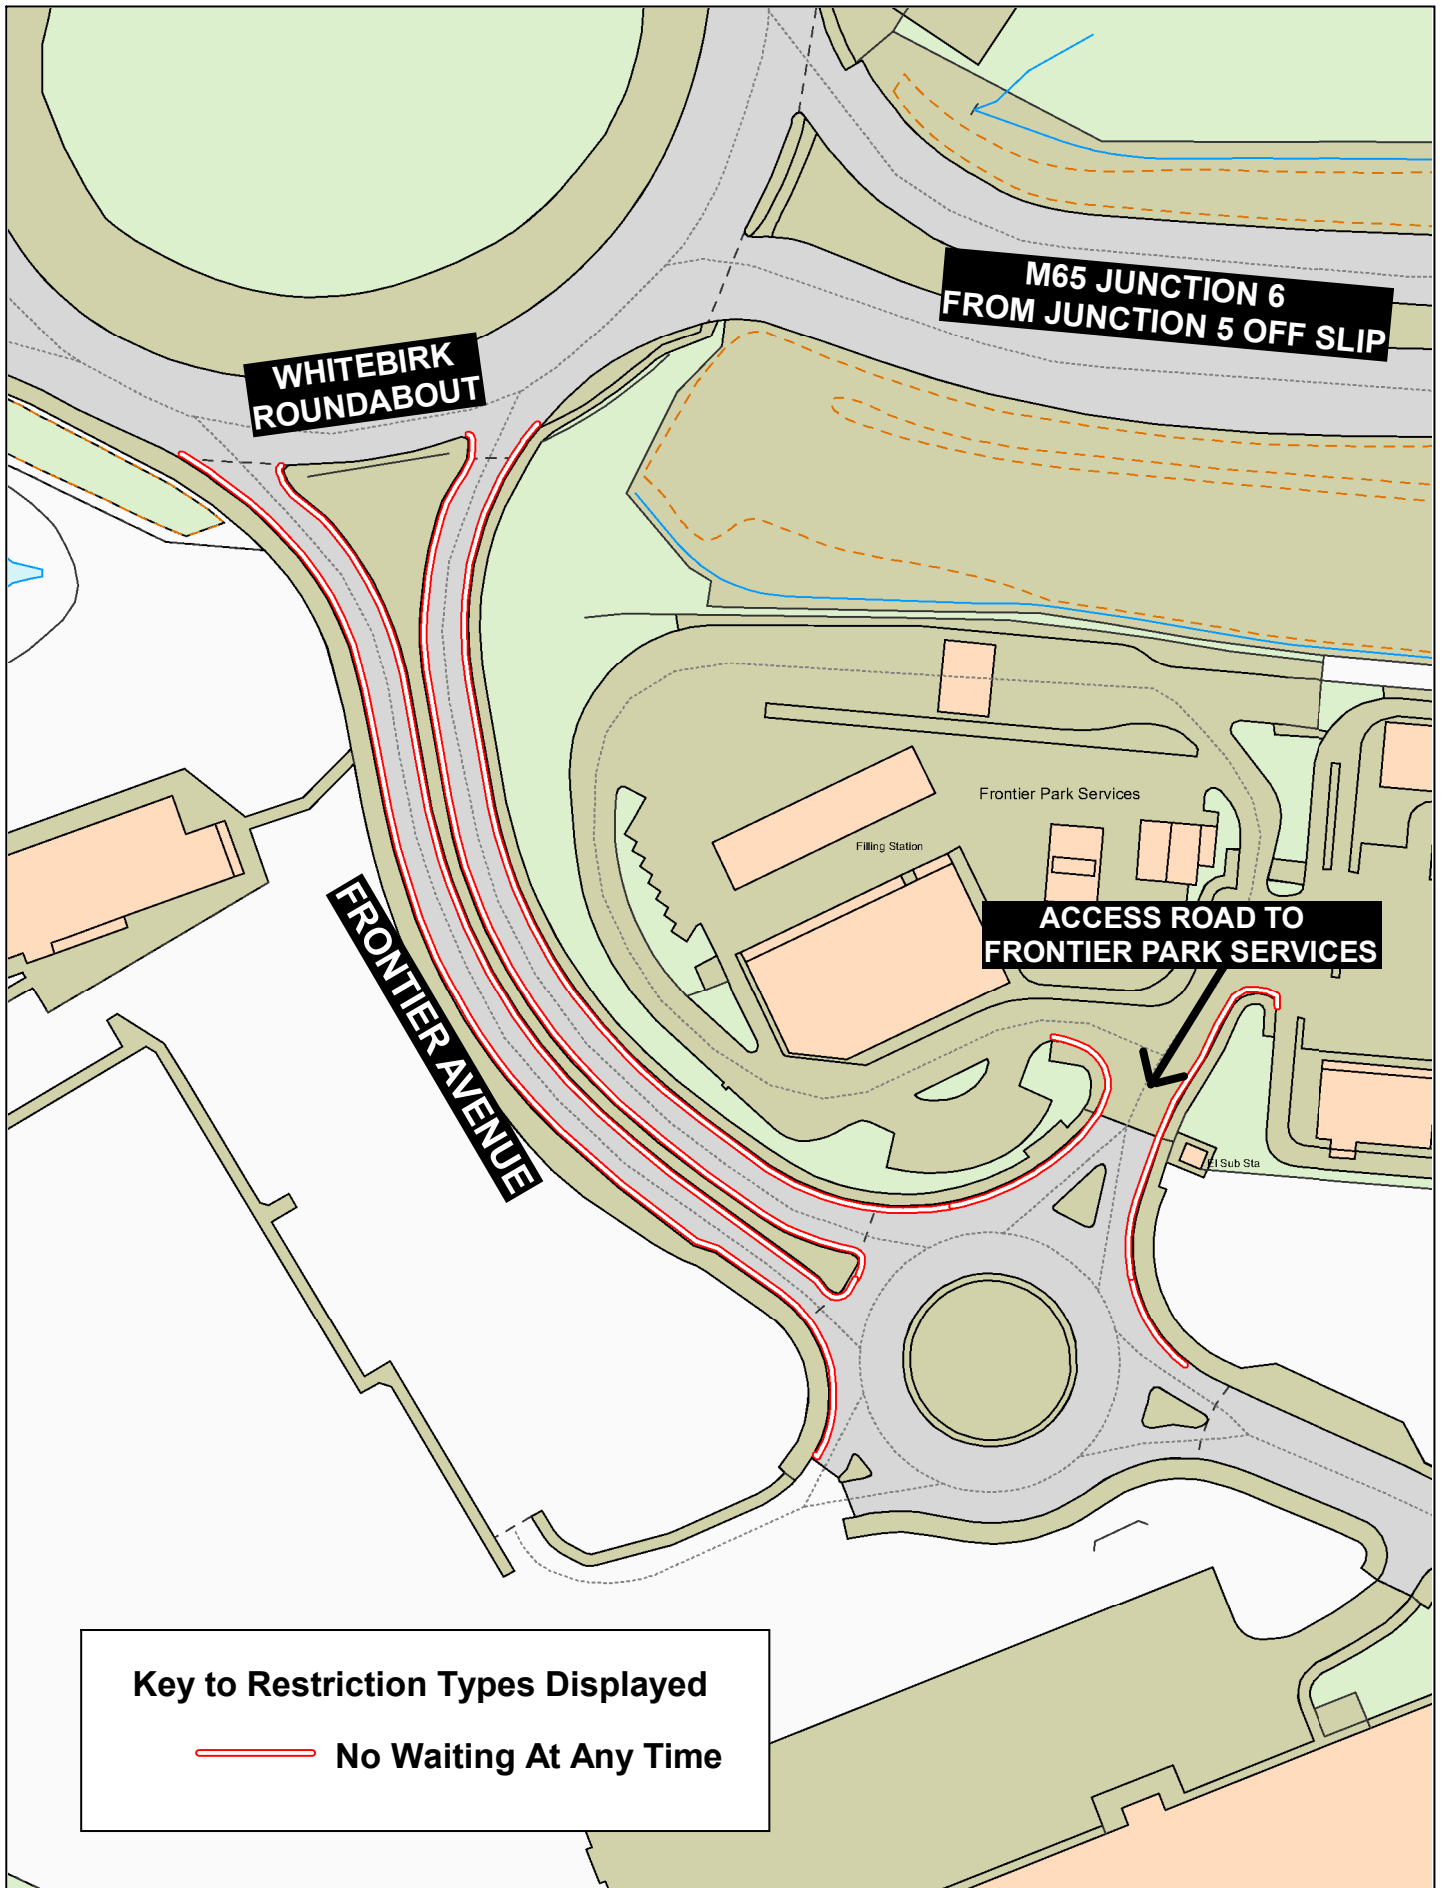 M65 JUNCTION 6
FROM JUNCTION 5 OFF SLIP
WHITEBIRK
ROUNDABOUT
Frontier Park Services
Filling Station
ACCESS ROAD TO
FRONTIER PARK SERVICES
FRONTIER AVENUE
El Sub Sta
Key to Restriction Types Displayed
No Waiting At Any Time